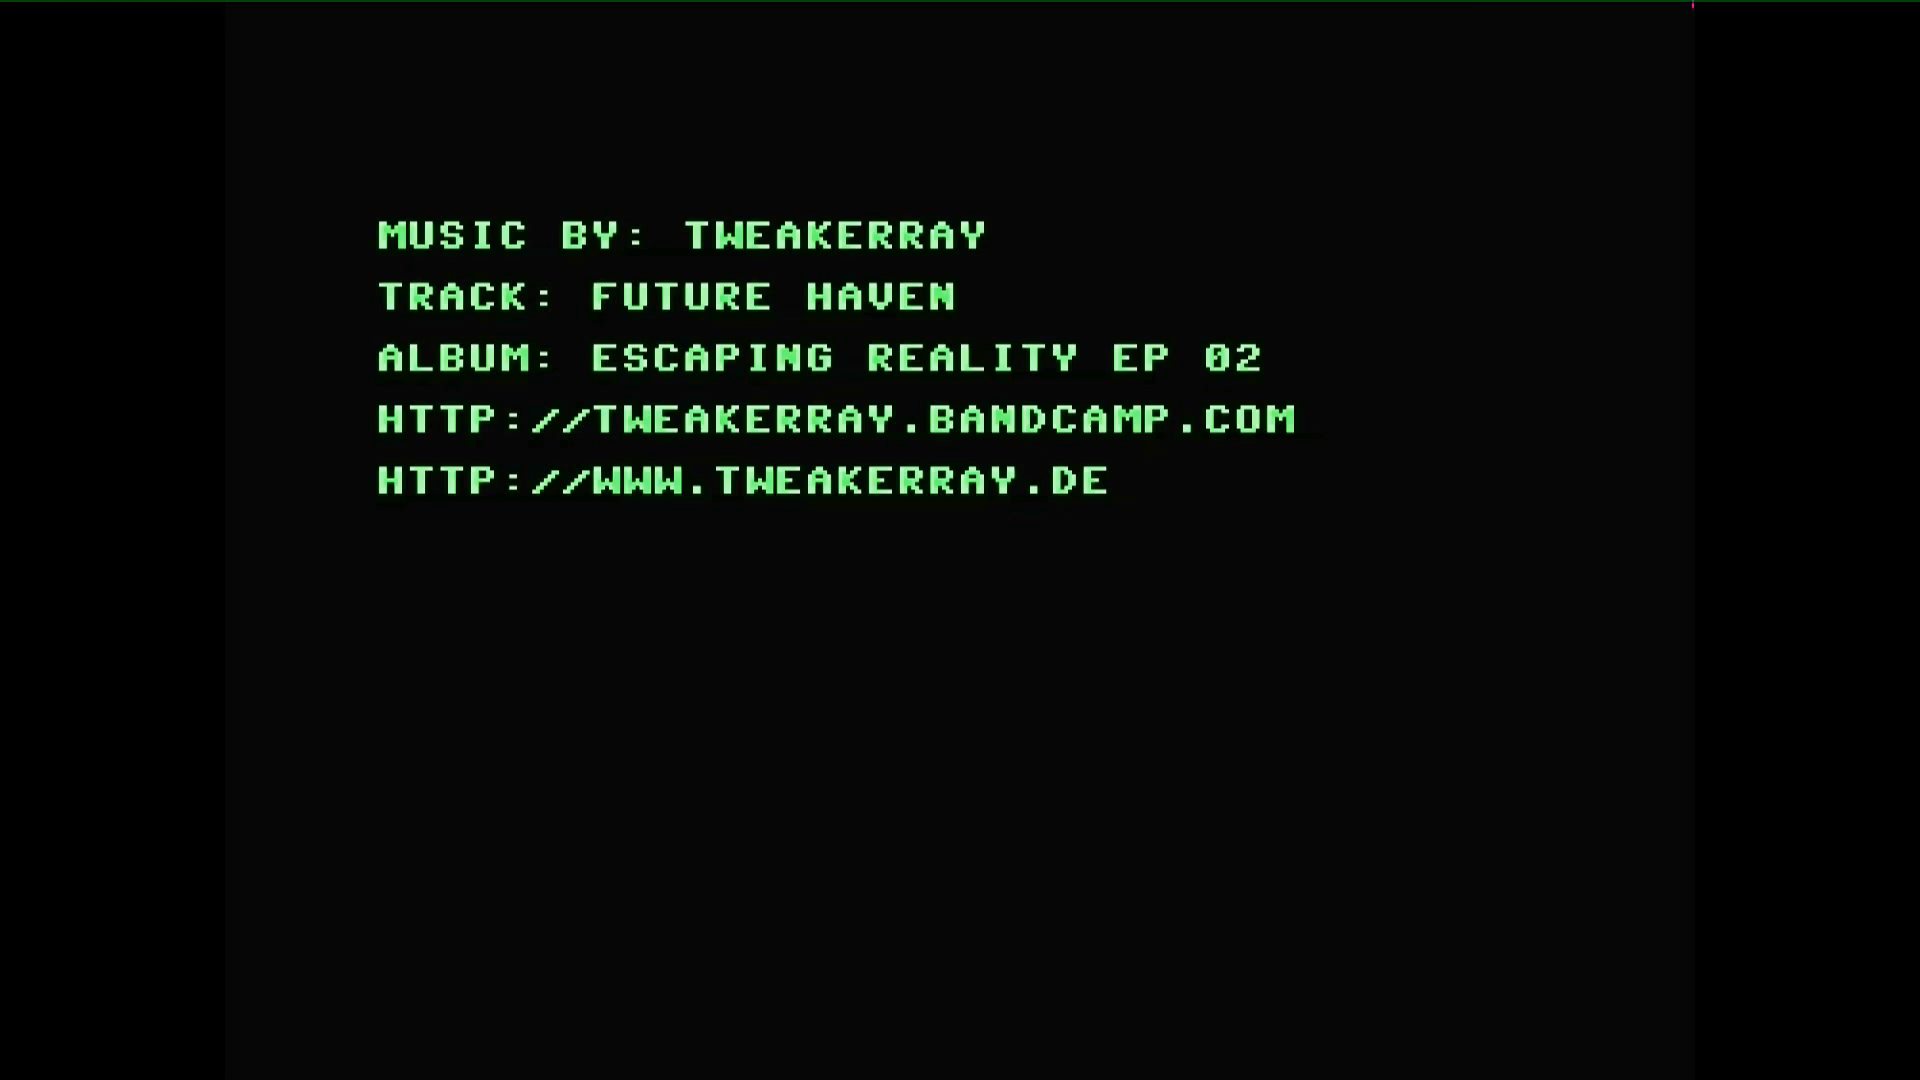 MUSIC BY: TWEAKERRAY
TRACK: FUTURE HAVEN
ALBUM: ESCAPING REALITY EP 02
HTTP://TWEAKERRAY.BANDCAMP.COM
HTTP://WWW.TWEAKERRAY.DE